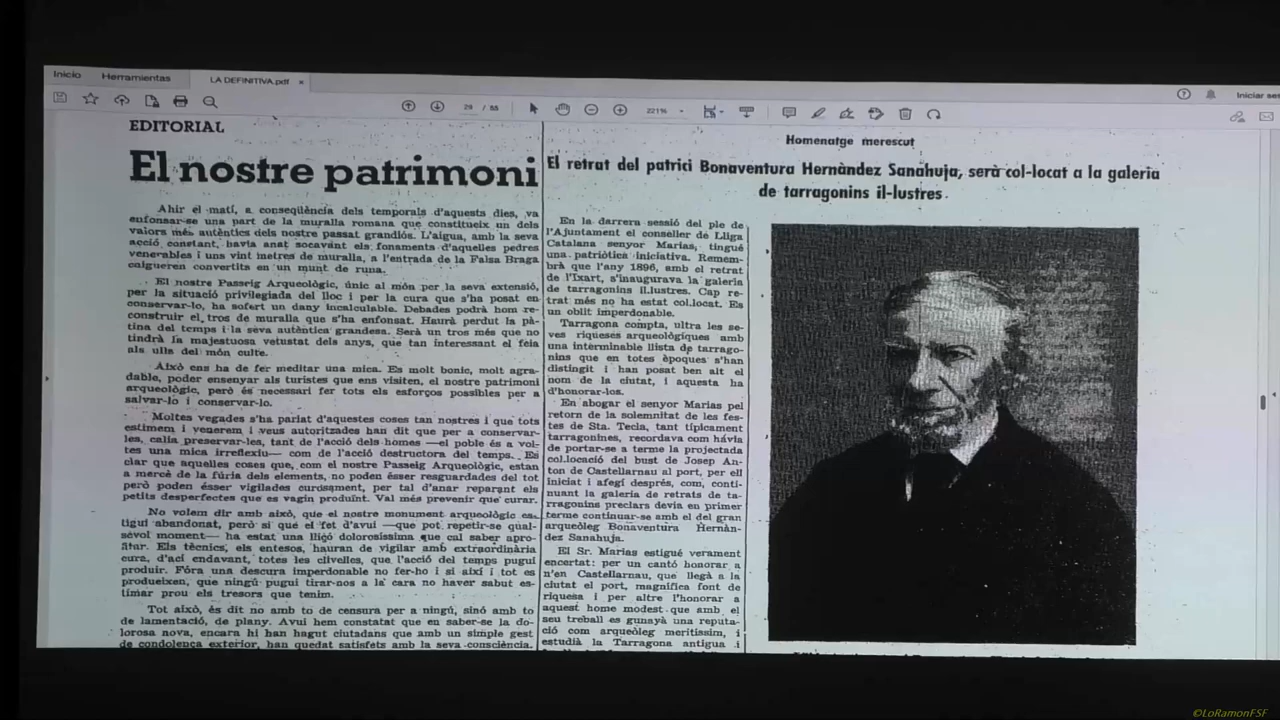 Inicio
Herramientas
LA DEFINITIVA.pdf ×
Iniciar ses
29 / 55
221%
EDITORIAL
El nostre patrimoni
Ahir el matí, a conseqüència dels temporals d'aquests dies, va
enfonsar-se una part de la muralla romana que constitueix un dels
valors més autèntics dels nostre passat grandiós. L'aigua, amb la seva
acció constant, havia anat socavant els fonaments d'aquelles pedres
venerables i uns vint metres de muralla, a l'entrada de la Falsa Braga
caigueren convertits en un munt de runa.
El nostre Passeig Arqueològic, únic al món per la seva extensió,
per la situació privilegiada del lloc i per la cura que s'ha posat en
conservar-lo, ha sofert un dany incalculable. Debades podrà hom re-
construir el tros de muralla que s'ha enfonsat. Haurà perdut la pà-
tina del temps i la seva autèntica grandesa. Serà un tros més que no
tindrà la majestuosa vetustat dels anys, que tan interessant el feia
als ulls del món culte.
Això ens ha de fer meditar una mica. Es molt bonic, molt agra-
dable, poder ensenyar als turistes que ens visiten, el nostre patrimoni
arqueològic, però és necessari fer tots els esforços possibles per a
salvar-lo i conservar-lo.
Moltes vegades s'ha parlat d'aquestes coses tan nostres i que tots
estimem i venerem i veus autoritzades han dit que per a conservar-
les, calia preservar-les, tant de l'acció dels homes —el poble és a vol-
tes una mica irreflexiu— com de l'acció destructora del temps. Es
clar que aquelles coses que, com el nostre Passeig Arqueològic, estan
a mercè de la fúria dels elements, no poden ésser resguardades del tot
però poden ésser vigilades curosament, per tal d'anar reparant els
petits desperfectes que es vagin produint. Val més prevenir que curar.
No volem dir amb això, que el nostre monument arqueològic es-
tigui abandonat, però sí que el fet d'avui —que pot repetir-se qual-
sevol moment— ha estat una lliçó dolorosíssima que cal saber apro-
fitar. Els tècnics, els entesos, hauran de vigilar amb extraordinària
cura, d'ací endavant, totes les clivelles, que l'acció del temps pugui
produir. Fóra una descura imperdonable no fer-ho i si així i tot es
produeixen, que ningú pugui tirar-nos a la cara no haver sabut es-
timar prou els tresors que tenim.
Tot això, és dit no amb to de censura per a ningú, sinó amb to
de lamentació, de plany. Avui hem constatat que en saber-se la do-
lorosa nova, encara hi han hagut ciutadans que amb un simple gest
de condolença exterior, han quedat satisfets amb la seva consciència.
Homenatge merescut
El retrat del patrici Bonaventura Hernàndez Sanahuja, serà col-locat a la galeria
de tarragonins il-lustres
En la darrera sessió del ple de
l'Ajuntament el conseller de Lliga
Catalana senyor Marias, tingué
una patriòtica iniciativa. Remem-
brà que l'any 1896, amb el retrat
de l'Ixart, s'inaugurava la galeria
de tarragonins il.lustres. Cap re-
trat més no ha estat col.locat. Es
un oblit imperdonable.
Tarragona compta, ultra les se-
ves riqueses arqueològiques amb
una interminable llista de tarrago-
nins que en totes èpoques s'han
distingit i han posat ben alt el
nom de la ciutat, i aquesta ha
d'honorar-los.
En abogar el senyor Marias pel
retorn de la solemnitat de les fes-
tes de Sta. Tecla, tant típicament
tarragonines, recordava com havia
de portar-se a terme la projectada
col.locació del bust de Josep An-
ton de Castellarnau al port, per ell
iniciat i afegí després, com, conti-
nuant la galeria de retrats de ta-
rragonins preclars devia en primer
terme continuar-se amb el del gran
arqueòleg Bonaventura Hernàn-
dez Sanahuja.
El Sr. Marias estigué verament
encertat: per un cantó honorar a
n'en Castellarnau, que llegà a la
ciutat el port, magnífica font de
riquesa i per altre l'honorar a
aquest home modest que amb el
seu treball es gunayà una reputa-
ció com arqueòleg meritíssim, i
estudià la Tarragona antiga i
©LoRamonFSF